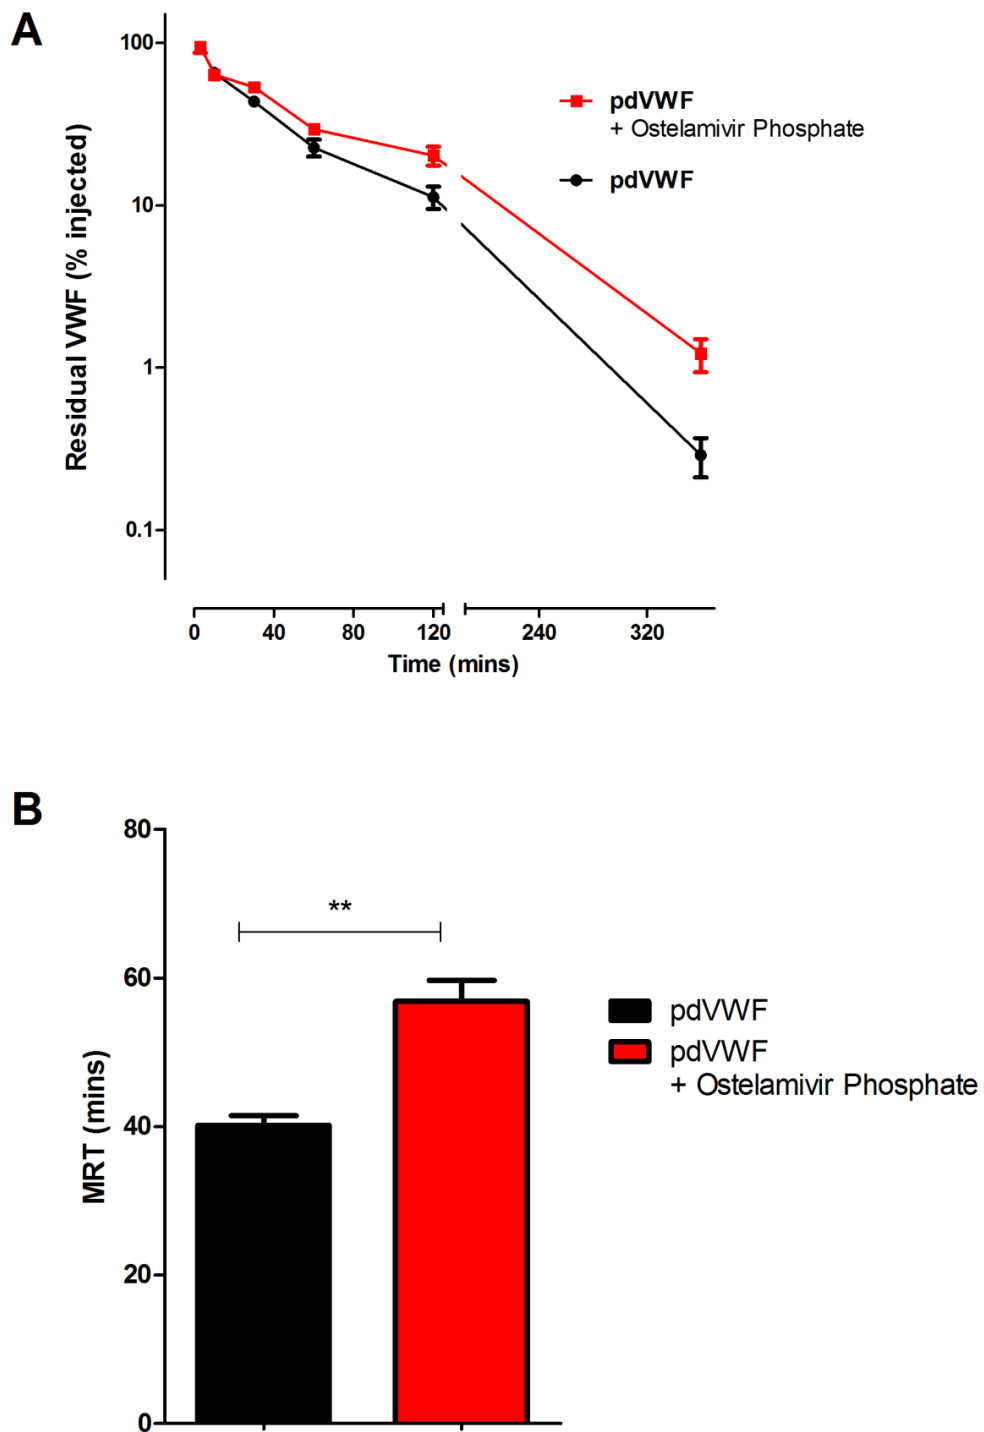 A
100
10
1
0.1
Residual VWF (% injected)
pdVWF
+ Ostelamivir Phosphate
pdVWF
0 40 80 120 240 320
Time (mins)
B
80
60
40
20
0
MRT (mins)
**
pdVWF
pdVWF
+ Ostelamivir Phosphate